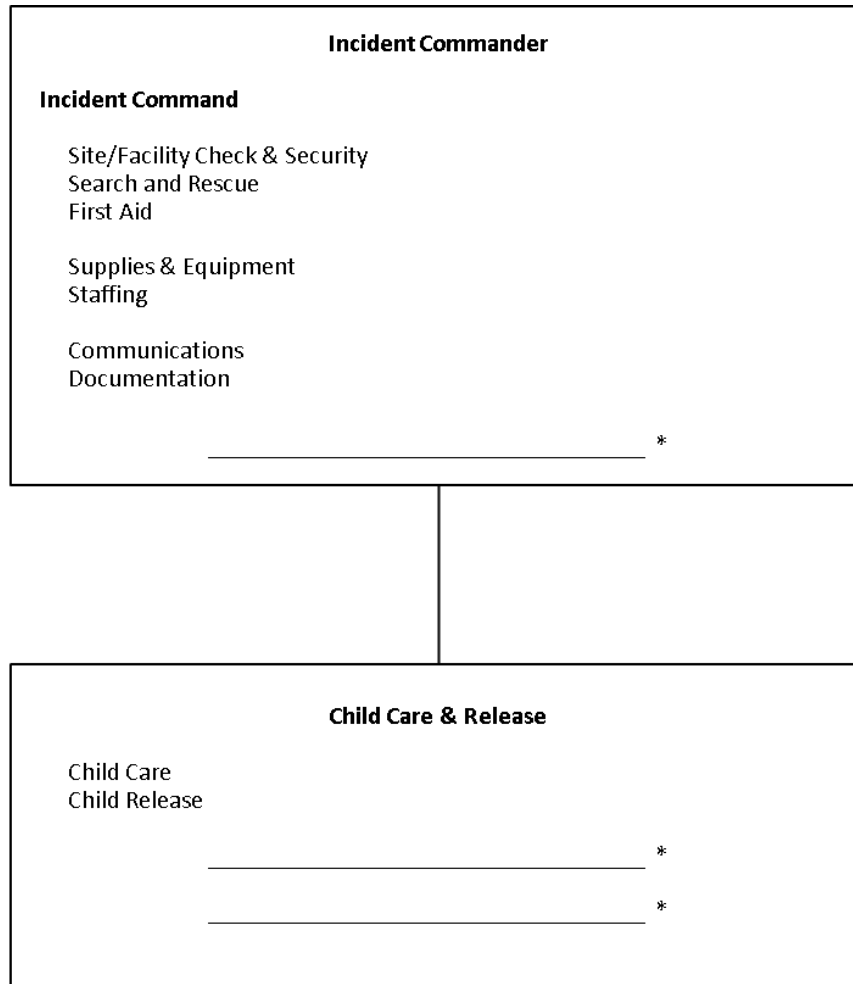 Incident Commander
Incident Command
Site/Facility Check & Security
Search and Rescue
First Aid
Supplies & Equipment
Staffing
Communications
Documentation
*
Child Care & Release
Child Care
Child Release
*
*